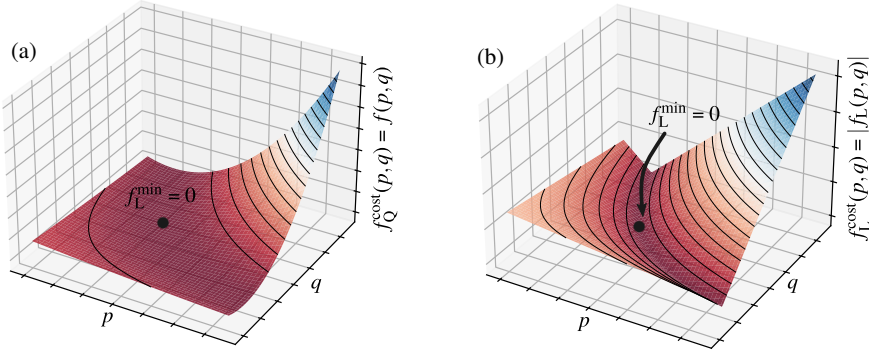 (a)
f_L^min = 0
p
q
f_Q^cost(p, q) = f(p, q)
(b)
f_L^min = 0
p
q
f_L^cost(p, q) = |f_L(p, q)|